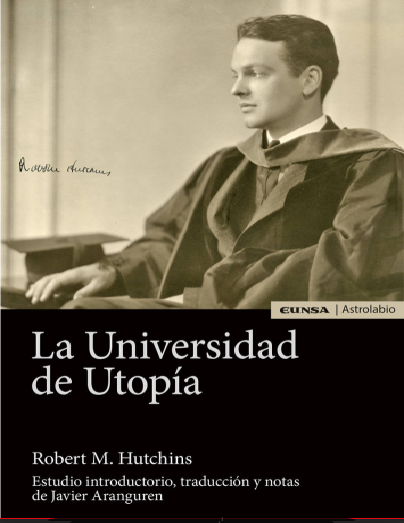 EUNSA | Astrolabio
La Universidad
de Utopía
Robert M. Hutchins
Estudio introductorio, traducción y notas
de Javier Aranguren